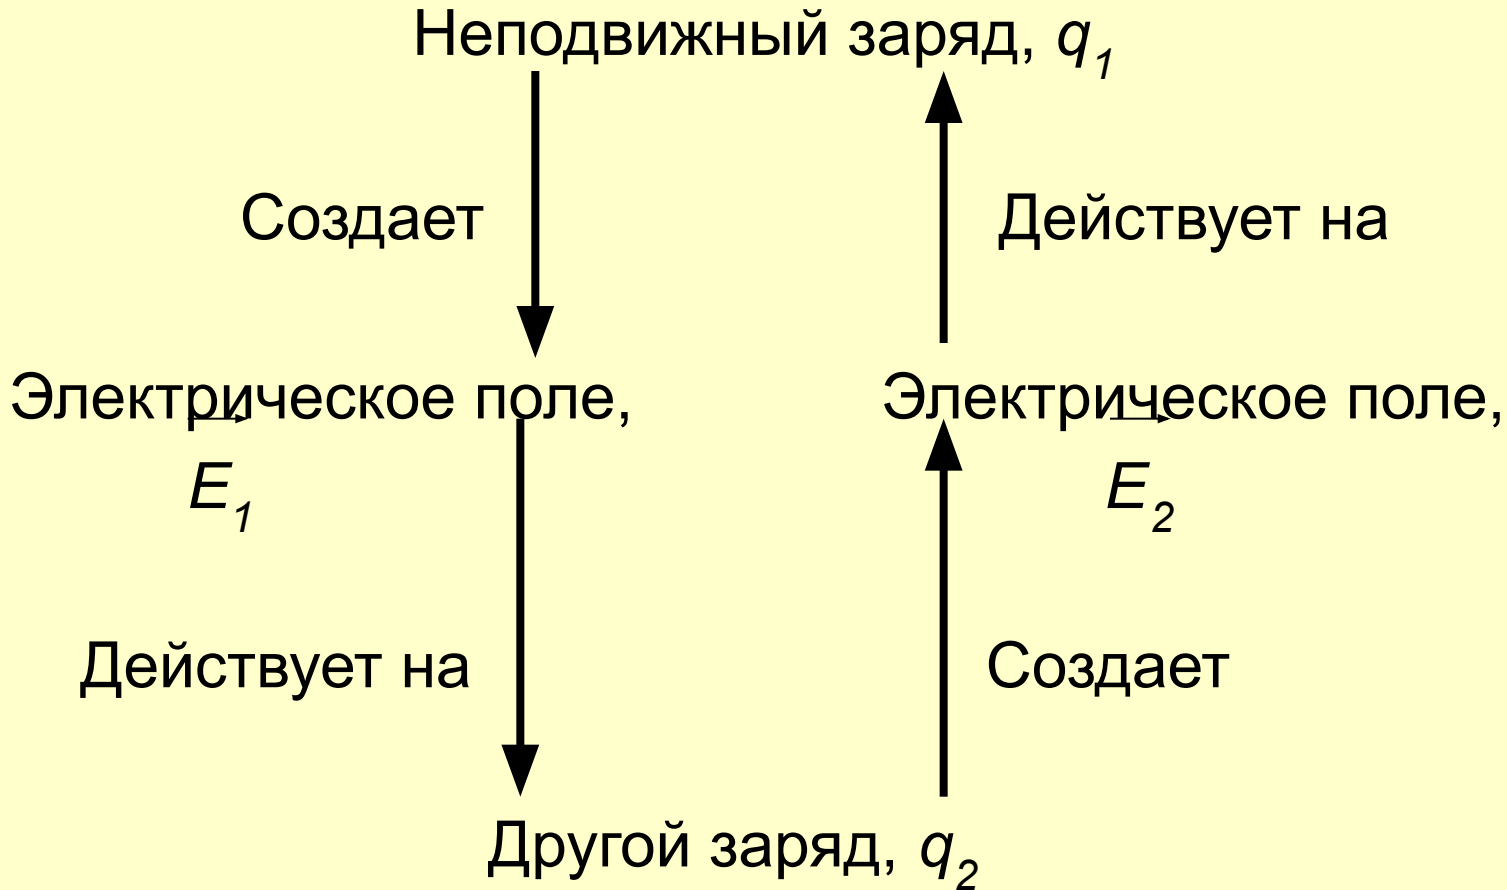 Неподвижный заряд, q1
Создает
Действует на
Электрическое поле,
E1
Электрическое поле,
E2
Действует на
Создает
Другой заряд, q2